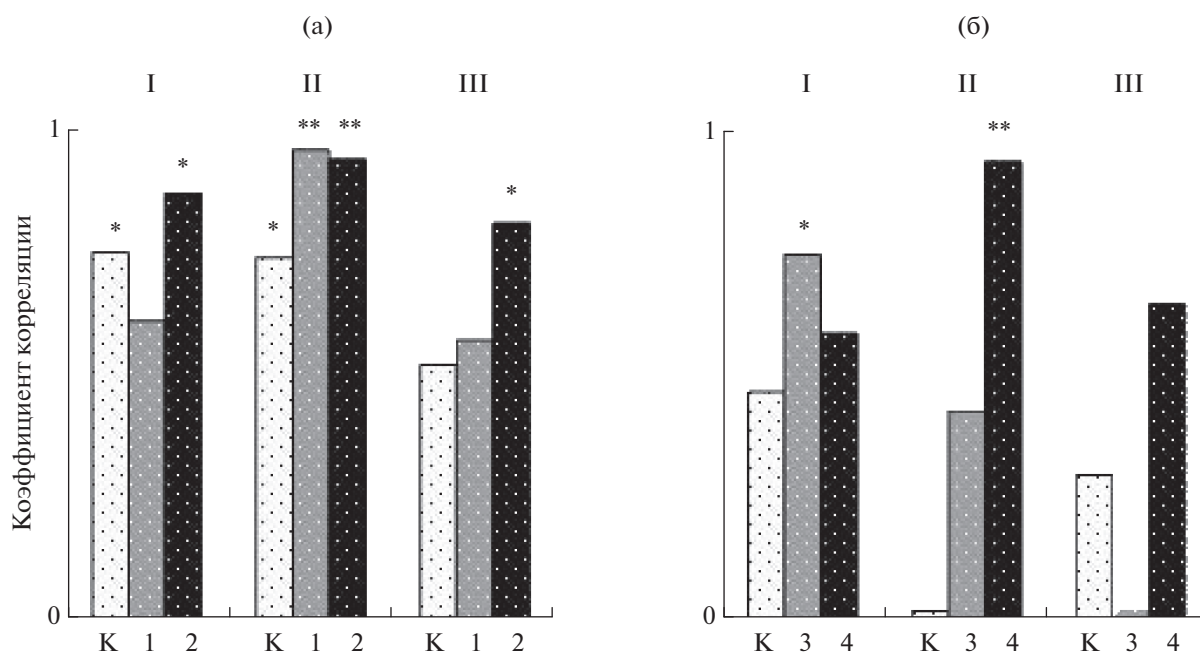 (а)
I II III
Коэффициент корреляции
1
* * * ** ** *
0
К 1 2 К 1 2 К 1 2
(б)
I II III
1
* **
0
К 3 4 К 3 4 К 3 4